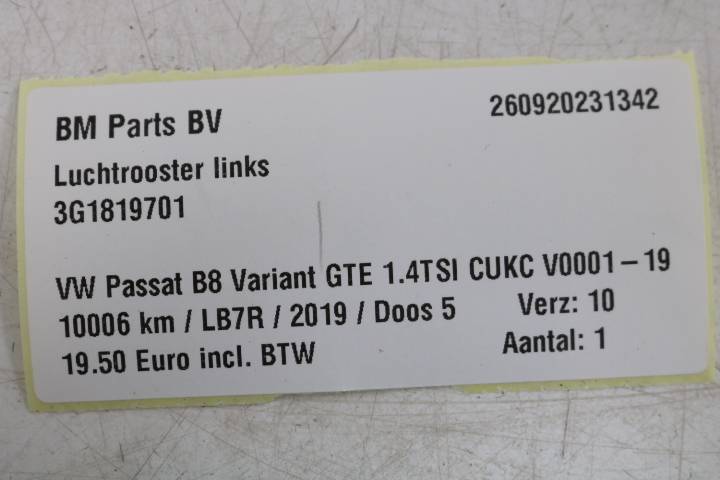 BM Parts BV 260920231342
Luchtrooster links
3G1819701
VW Passat B8 Variant GTE 1.4TSI CUKC V0001-19
10006 km / LB7R / 2019 / Doos 5 Verz: 10
19.50 Euro incl. BTW Aantal: 1